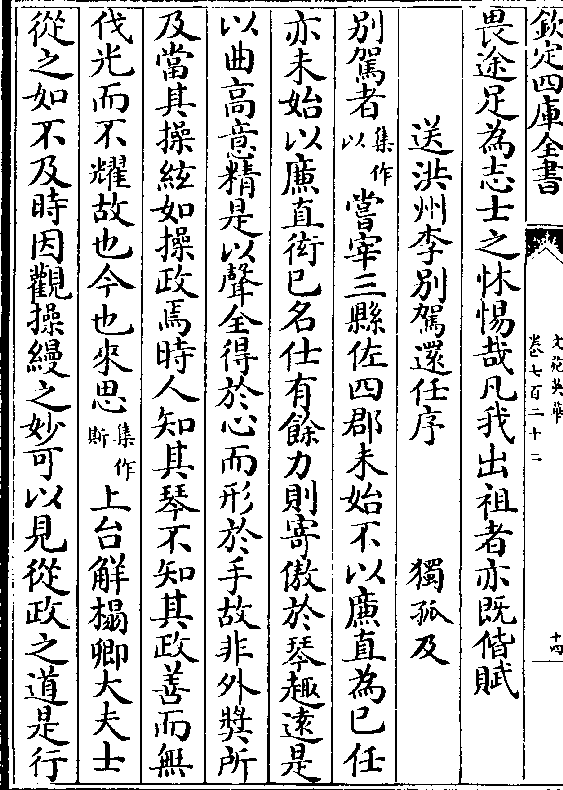 欽定四庫全書
文苑英華
卷七百二十二
十四
畏途足為志士之怵惕哉凡我出祖者亦既偕賦
送洪州李别駕還任序 獨孤及
别駕者集作以嘗宰三縣佐四郡未始不以亷直為已任
亦未始以亷直衒已名仕有餘力則寄傲於琴趣逺是
以曲高意精是以聲全得於心而形於手故非外奬所
及當其操絃如操政焉時人知其琴不知其政善而無
伐光而不耀故也今也來思集作斯上台解榻卿大夫士
從之如不及時因觀操縵之妙可以見從政之道是行